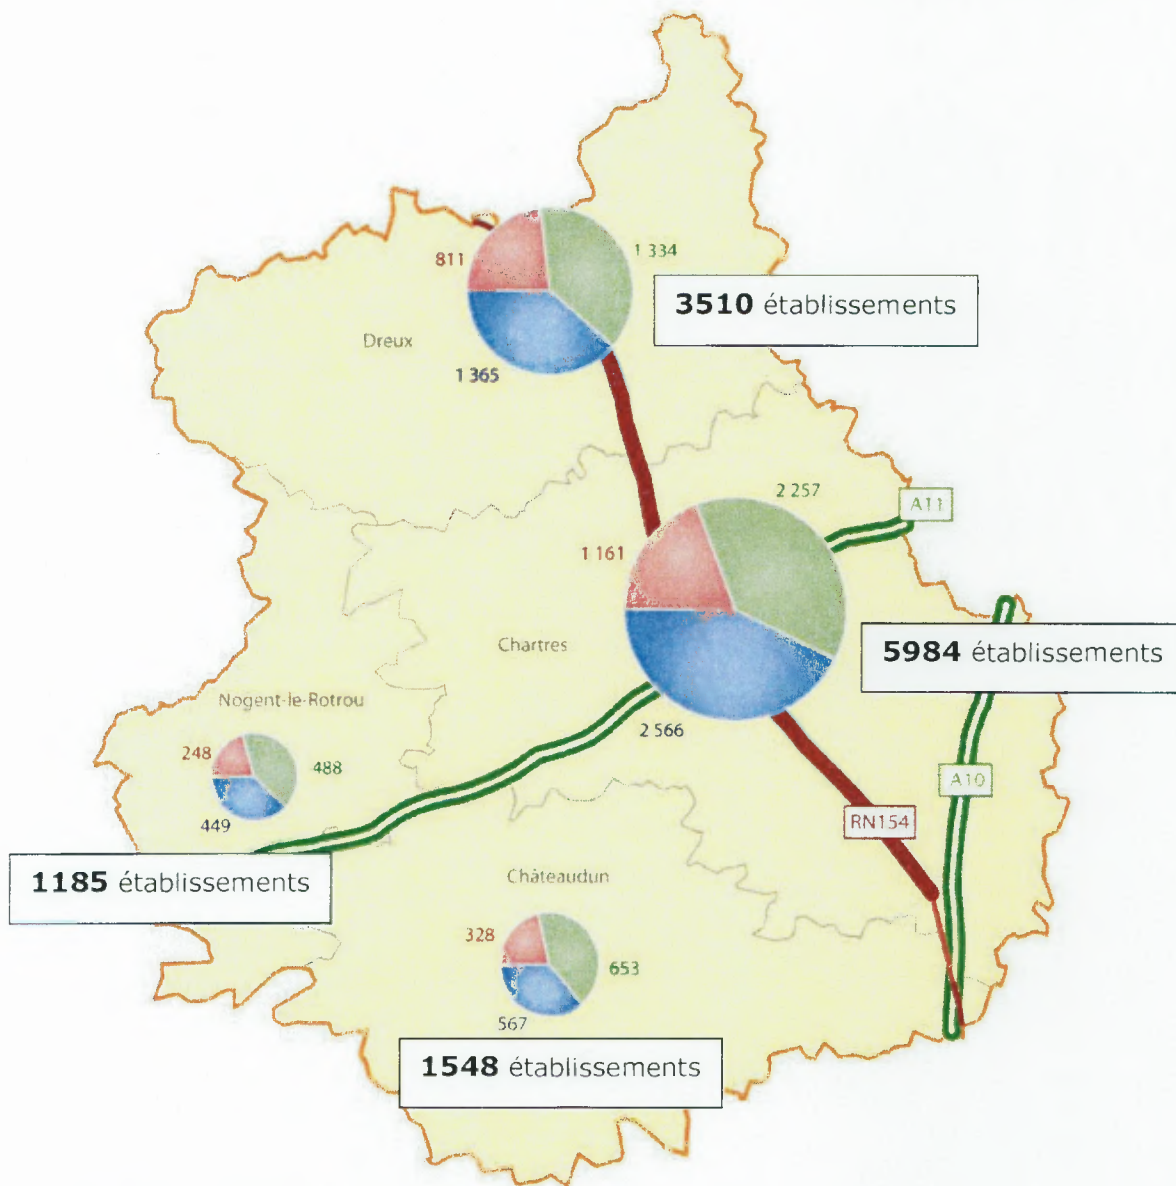 811
1 334
3510 établissements
Dreux
1 365
2 257
A11
1 161
Chartres
5984 établissements
Nogent-le-Rotrou
2 566
248
488
A10
449
RN154
1185 établissements
Châteaudun
328
653
567
1548 établissements